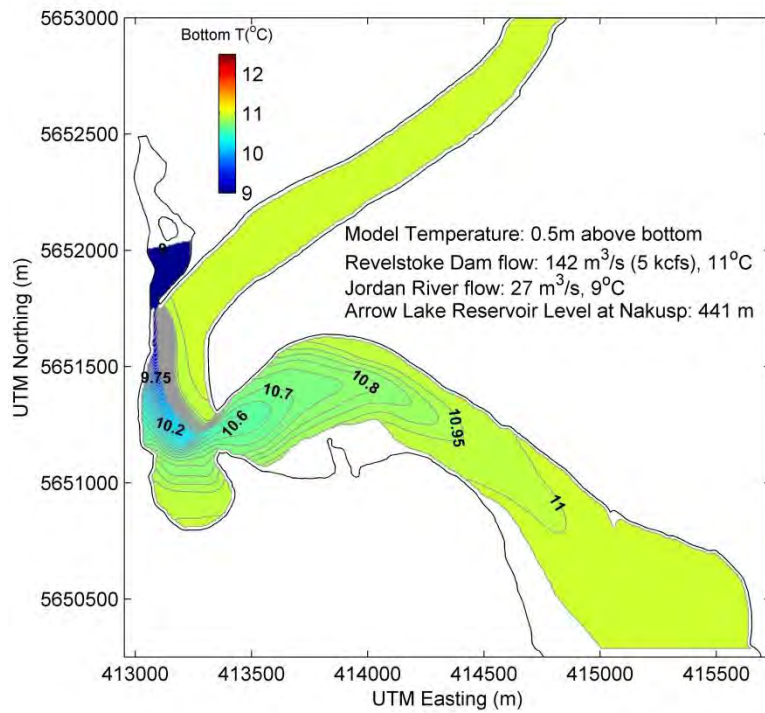 Bottom T(°C)
12
11
10
9
5653000
5652500
5652000
5651500
5651000
5650500
UTM Northing (m)
Model Temperature: 0.5m above bottom
Revelstoke Dam flow: 142 m³/s (5 kcfs), 11°C
Jordan River flow: 27 m³/s, 9°C
Arrow Lake Reservoir Level at Nakusp: 441 m
9
9.75
10.2
10.6
10.7
10.8
10.95
11
413000 413500 414000 414500 415000 415500
UTM Easting (m)